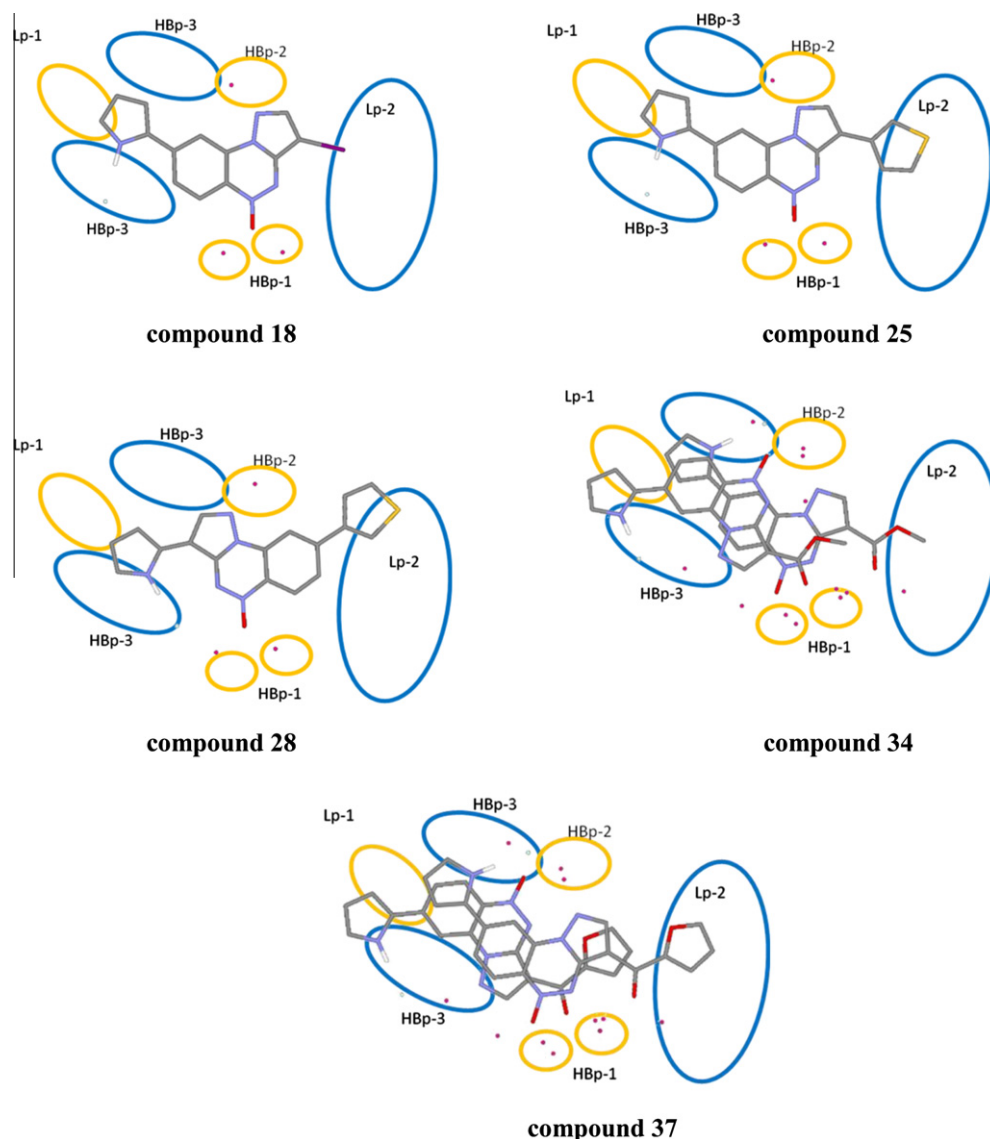 HBp-3
Lp-1
HBp-2
Lp-2
HBp-3
HBp-1
compound 18
HBp-3
Lp-1
HBp-2
Lp-2
HBp-3
HBp-1
compound 25
HBp-3
Lp-1
HBp-2
Lp-2
HBp-3
HBp-1
compound 28
Lp-1
HBp-2
Lp-2
HBp-3
HBp-1
compound 34
HBp-3
Lp-1
HBp-2
Lp-2
HBp-3
HBp-1
compound 37